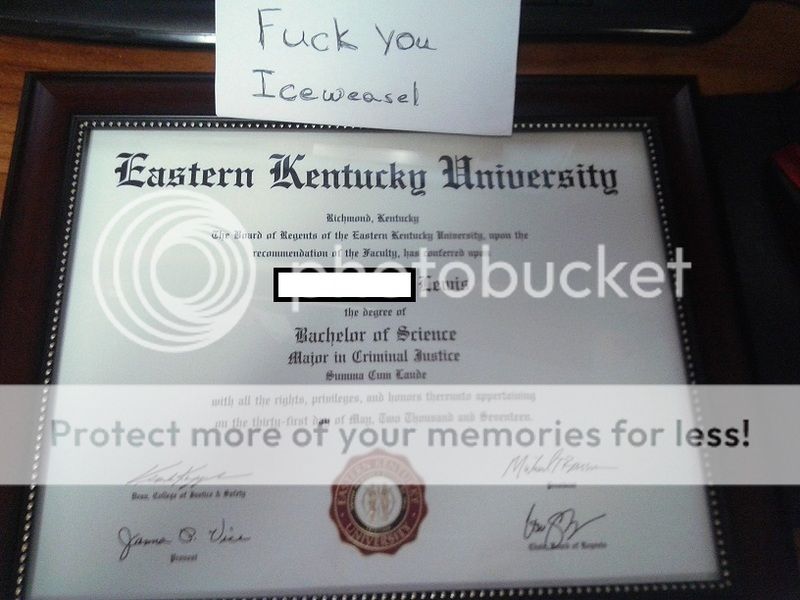 Fuck You
Iceweasel
Eastern Kentucky University
Richmond, Kentucky
The Board of Regents of the Eastern Kentucky University, upon the
recommendation of the Faculty, has conferred upon
Lewis
photobucket
the degree of
Bachelor of Science
Major in Criminal Justice
Summa Cum Laude
with all the rights, privileges, and honors thereunto appertaining
on the thirty-first day of May, Two Thousand and Seventeen.
Protect more of your memories for less!
Dean, College of Justice & Safety
President
Provost
Chair, Board of Regents
EASTERN KENTUCKY
UNIVERSITY